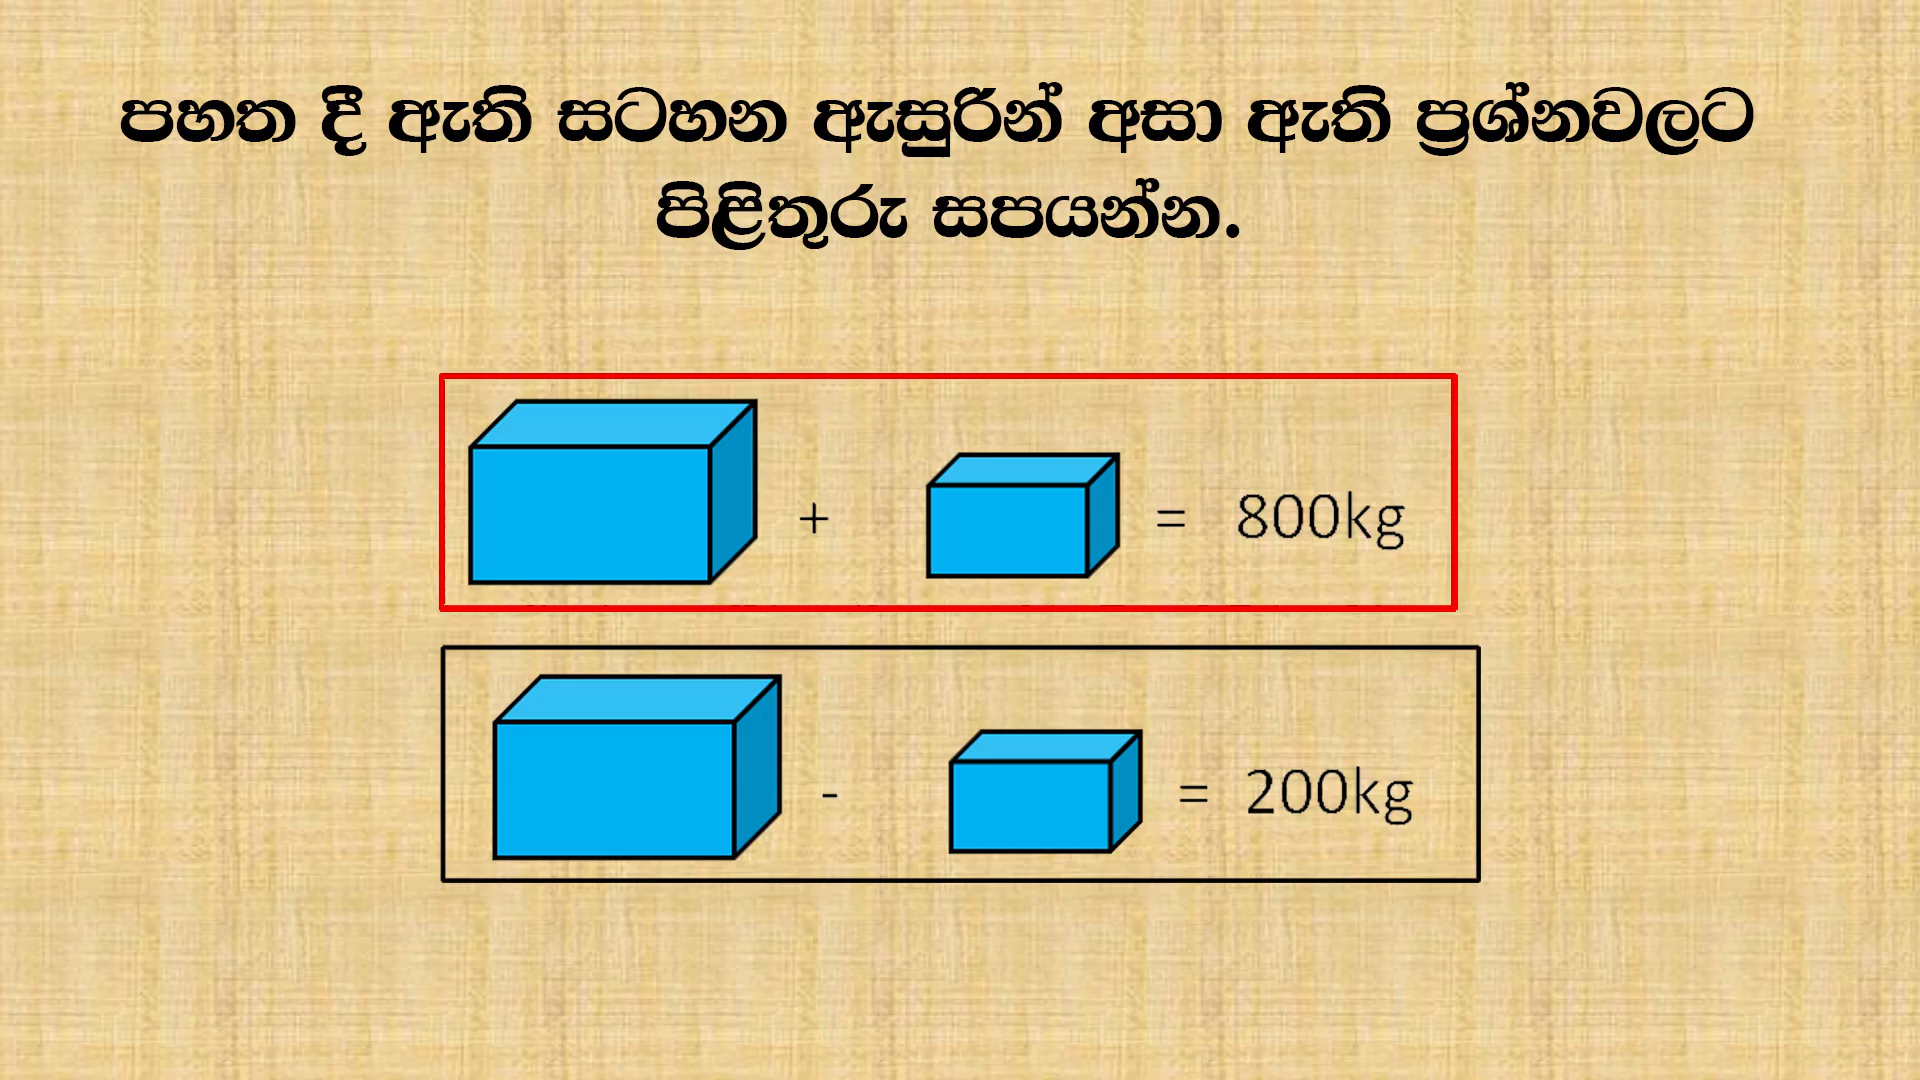 පහත දී ඇති සටහන ඇසුරින් අසා ඇති ප්‍රශ්නවලට
පිළිතුරු සපයන්න.
+ = 800kg
- = 200kg